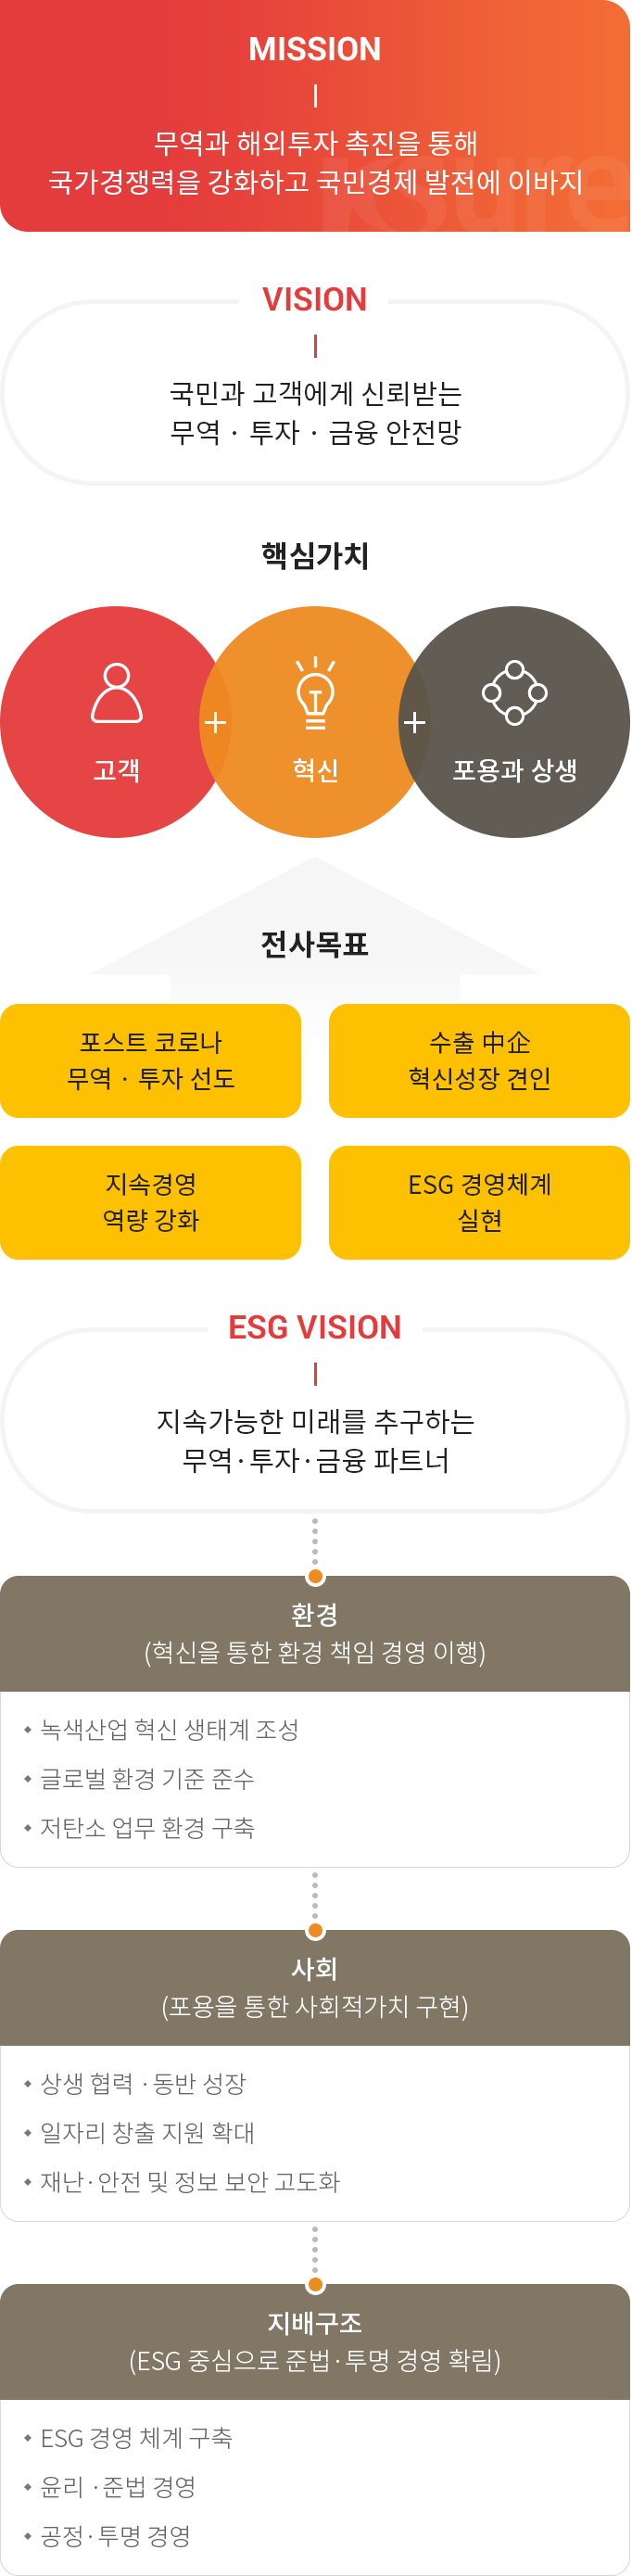 MISSION
무역과 해외투자 촉진을 통해
국가경쟁력을 강화하고 국민경제 발전에 이바지
Ksure
VISION
국민과 고객에게 신뢰받는
무역 · 투자 · 금융 안전망
핵심가치
고객
+
혁신
+
포용과 상생
전사목표
포스트 코로나
무역 · 투자 선도
수출 中企
혁신성장 견인
지속경영
역량 강화
ESG 경영체계
실현
ESG VISION
지속가능한 미래를 추구하는
무역·투자·금융 파트너
환경
(혁신을 통한 환경 책임 경영 이행)
녹색산업 혁신 생태계 조성
글로벌 환경 기준 준수
저탄소 업무 환경 구축
사회
(포용을 통한 사회적가치 구현)
상생 협력 ·동반 성장
일자리 창출 지원 확대
재난·안전 및 정보 보안 고도화
지배구조
(ESG 중심으로 준법·투명 경영 확립)
ESG 경영 체계 구축
윤리 ·준법 경영
공정·투명 경영